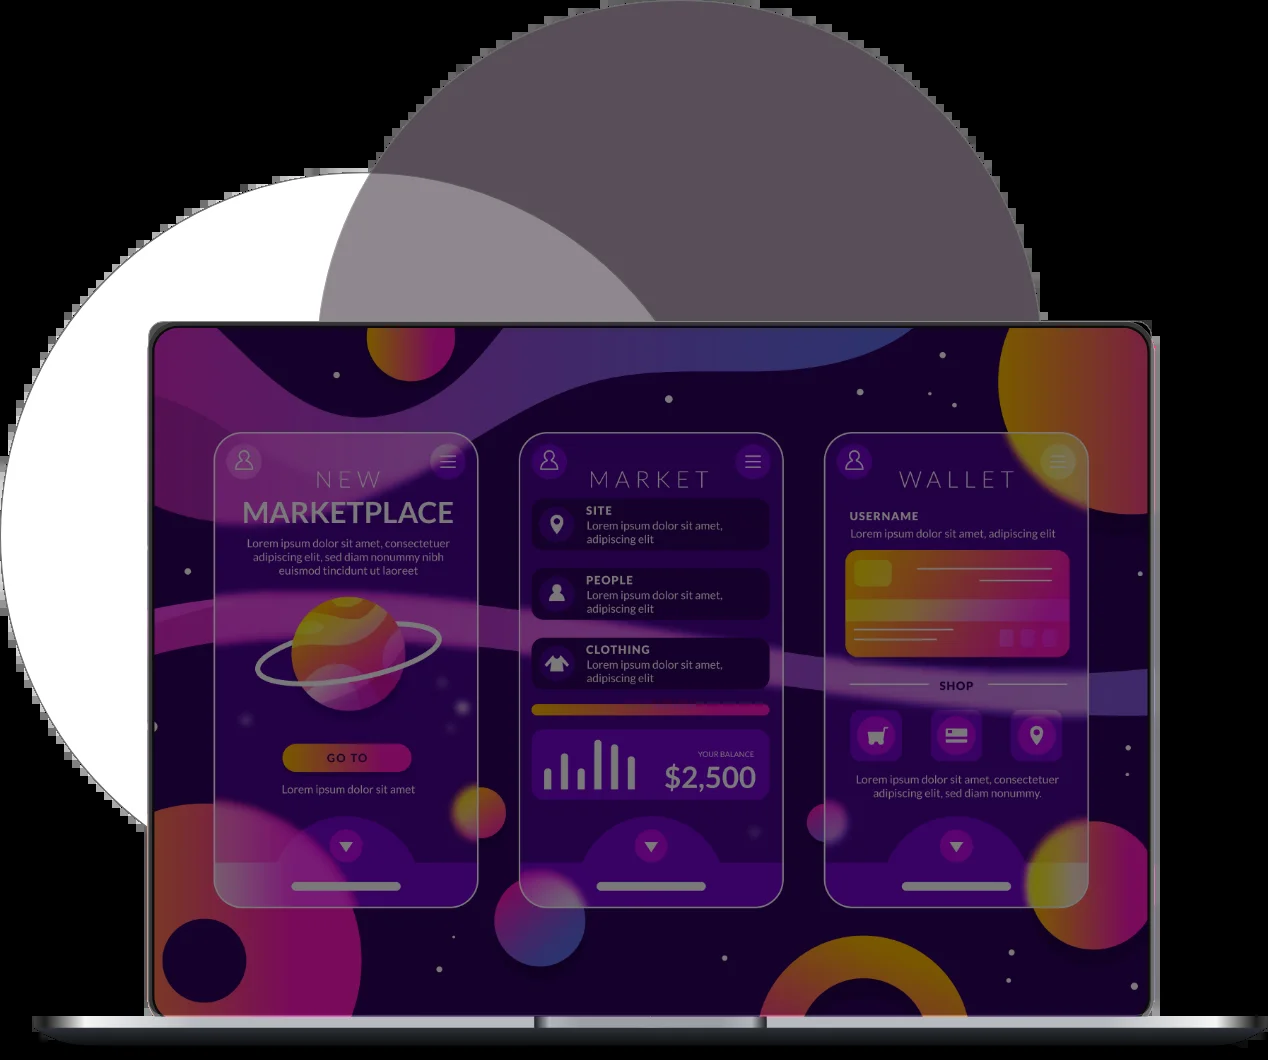 NEW
MARKETPLACE
Lorem ipsum dolor sit amet, consectetuer
adipiscing elit, sed diam nonummy nibh
euismod tincidunt ut laoreet
GO TO
Lorem ipsum dolor sit amet
MARKET
SITE
Lorem ipsum dolor sit amet,
adipiscing elit
PEOPLE
Lorem ipsum dolor sit amet,
adipiscing elit
CLOTHING
Lorem ipsum dolor sit amet,
adipiscing elit
YOUR BALANCE
$2,500
WALLET
USERNAME
Lorem ipsum dolor sit amet, adipiscing elit
SHOP
Lorem ipsum dolor sit amet, consectetuer
adipiscing elit, sed diam nonummy.